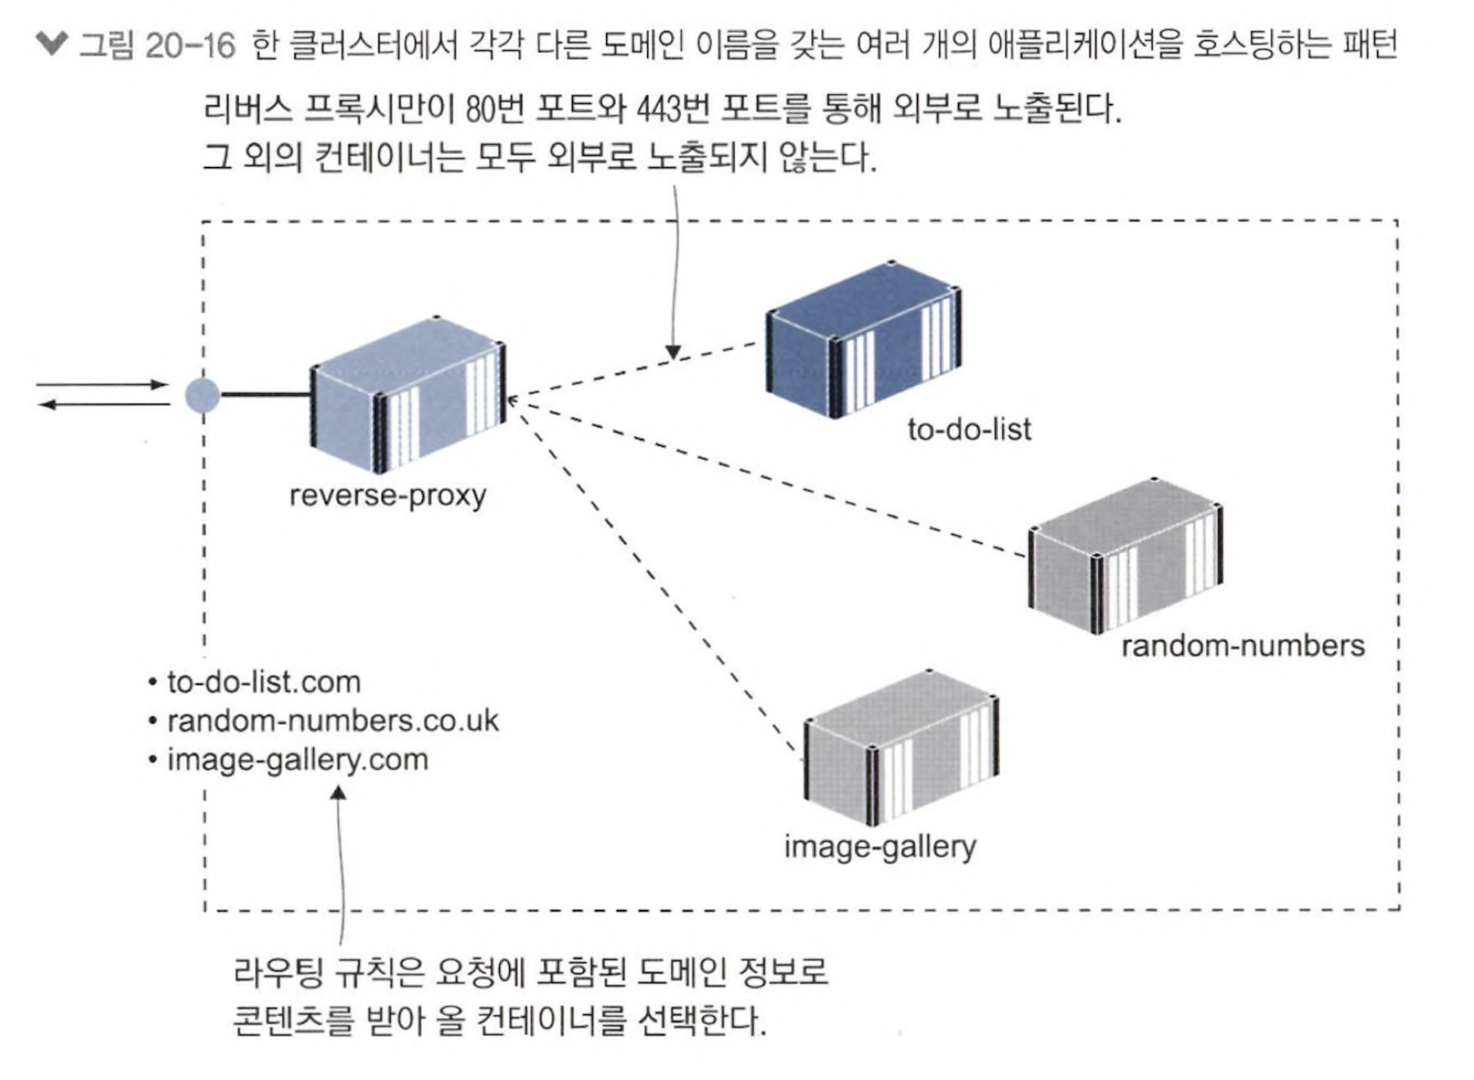 그림 20-16 한 클러스터에서 각각 다른 도메인 이름을 갖는 여러 개의 애플리케이션을 호스팅하는 패턴
리버스 프록시만이 80번 포트와 443번 포트를 통해 외부로 노출된다.
그 외의 컨테이너는 모두 외부로 노출되지 않는다.
to-do-list
reverse-proxy
random-numbers
• to-do-list.com
• random-numbers.co.uk
• image-gallery.com
image-gallery
라우팅 규칙은 요청에 포함된 도메인 정보로
콘텐츠를 받아 올 컨테이너를 선택한다.